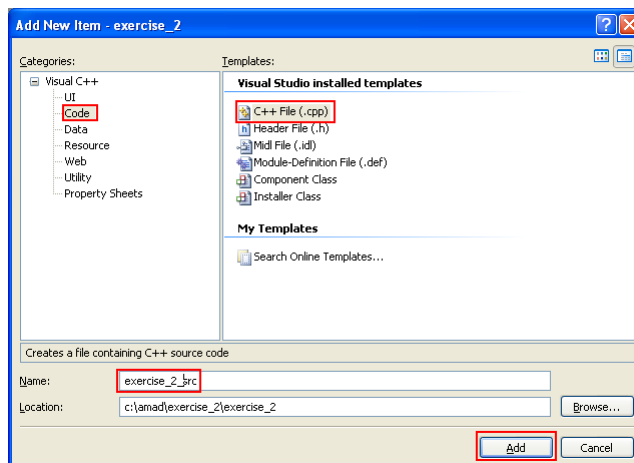 Add New Item - exercise_2
Categories:
Templates:
Visual C++
UI
Code
Data
Resource
Web
Utility
Property Sheets
Visual Studio installed templates
C++ File (.cpp)
Header File (.h)
Midl File (.idl)
Module-Definition File (.def)
Component Class
Installer Class
My Templates
Search Online Templates...
Creates a file containing C++ source code
Name:
exercise_2_src
Location:
c:\amad\exercise_2\exercise_2
Browse...
Add
Cancel